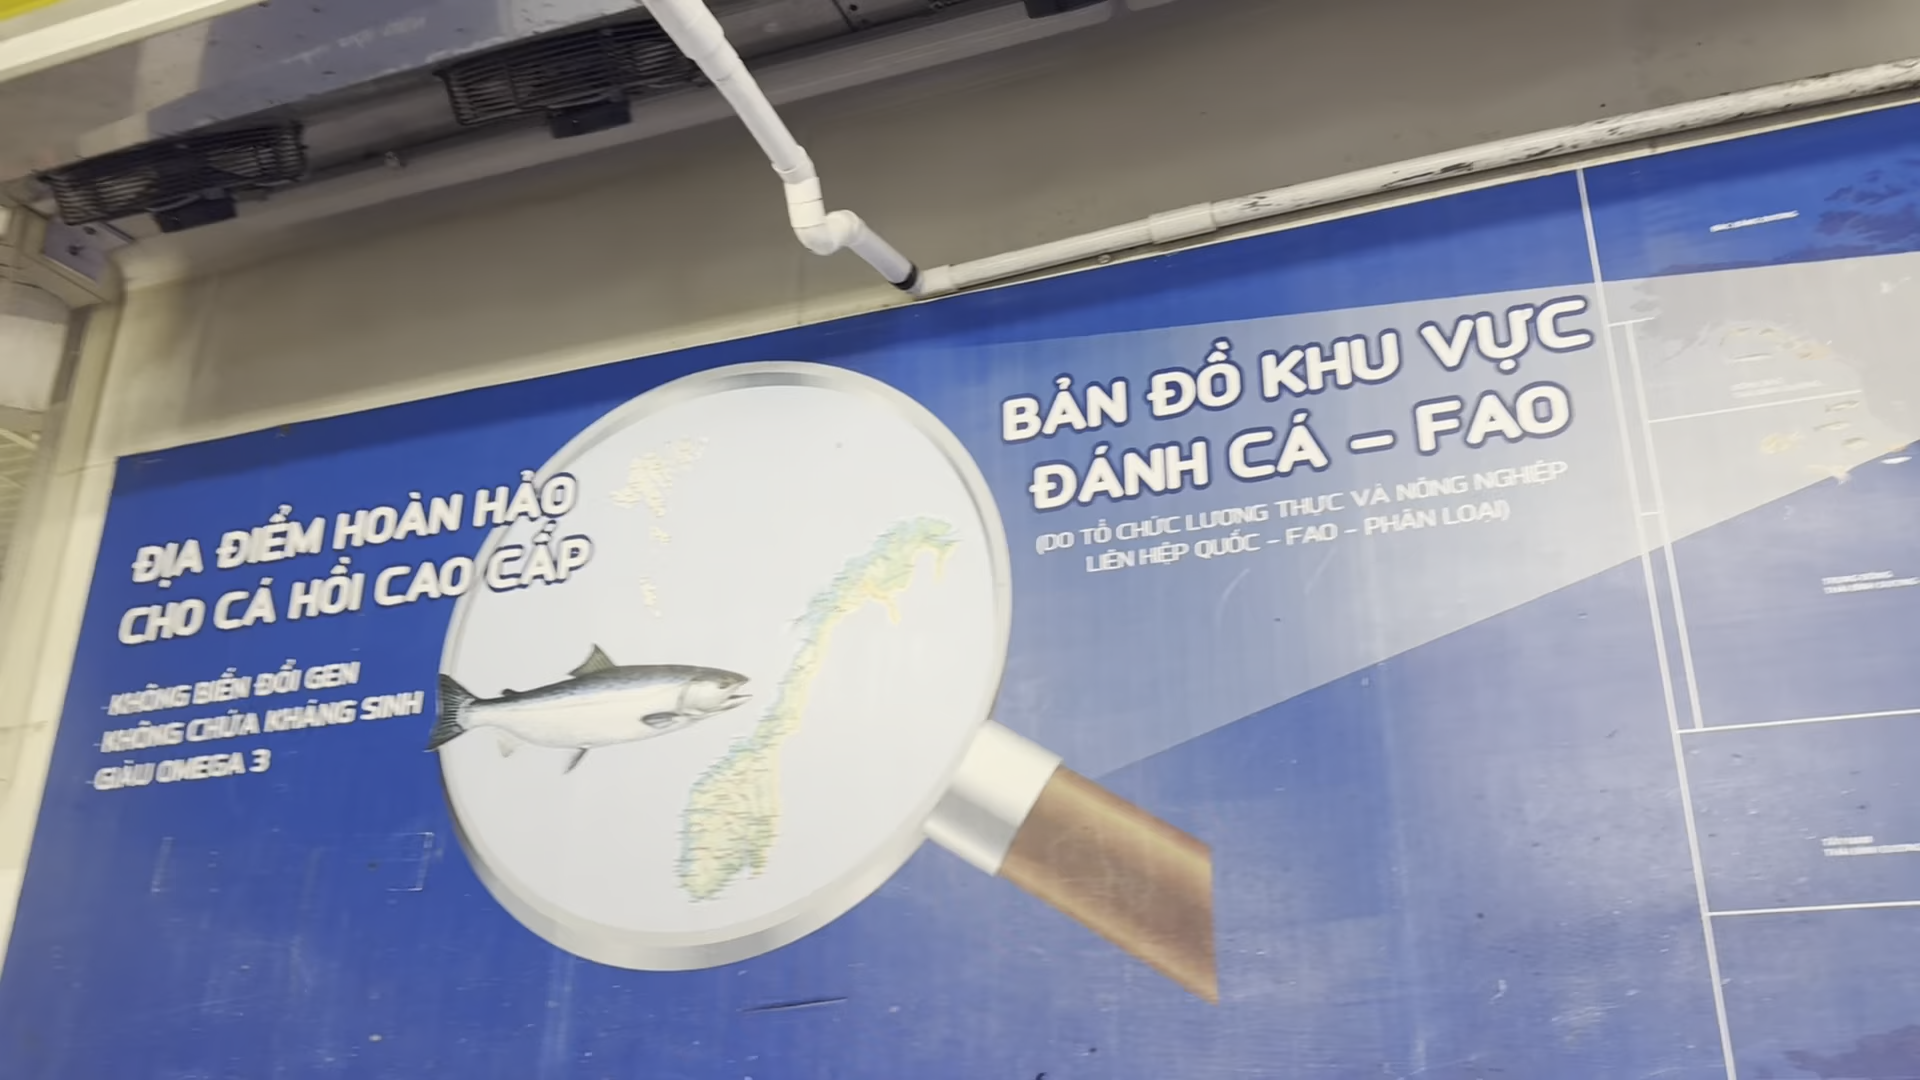 ĐỊA ĐIỂM HOÀN HẢO
CHO CÁ HỒI CAO CẤP
-KHÔNG BIẾN ĐỔI GEN
-KHÔNG CHỨA KHÁNG SINH
-GIÀU OMEGA 3
BẢN ĐỒ KHU VỰC
ĐÁNH CÁ – FAO
(DO TỔ CHỨC LƯƠNG THỰC VÀ NÔNG NGHIỆP
LIÊN HIỆP QUỐC - FAO - PHÂN LOẠI)